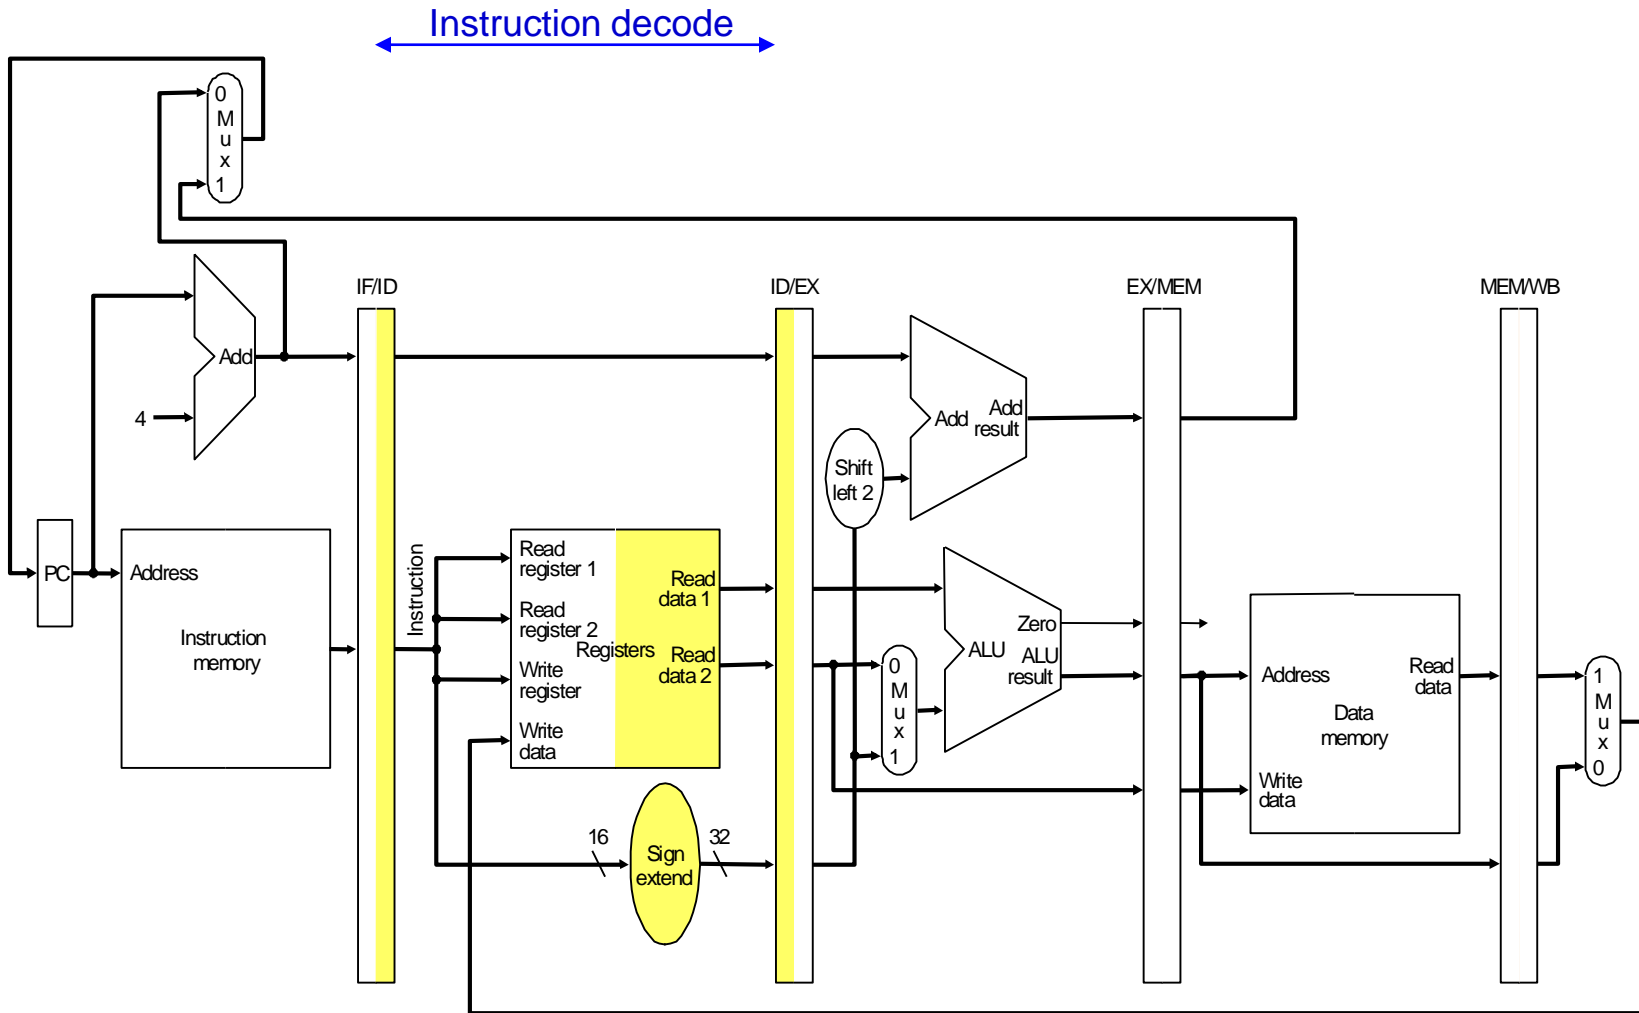 Instruction decode
0
M
u
x
1
IF/ID
ID/EX
EX/MEM
MEM/WB
Add
4
Add
Add
result
Shift
left 2
PC
Address
Instruction
memory
Instruction
Read
register 1
Read
register 2
Write
register
Write
data
Registers
Read
data 1
Read
data 2
16
Sign
extend
32
0
M
u
x
1
Zero
ALU
ALU
result
Address
Read
data
Data
memory
Write
data
1
M
u
x
0